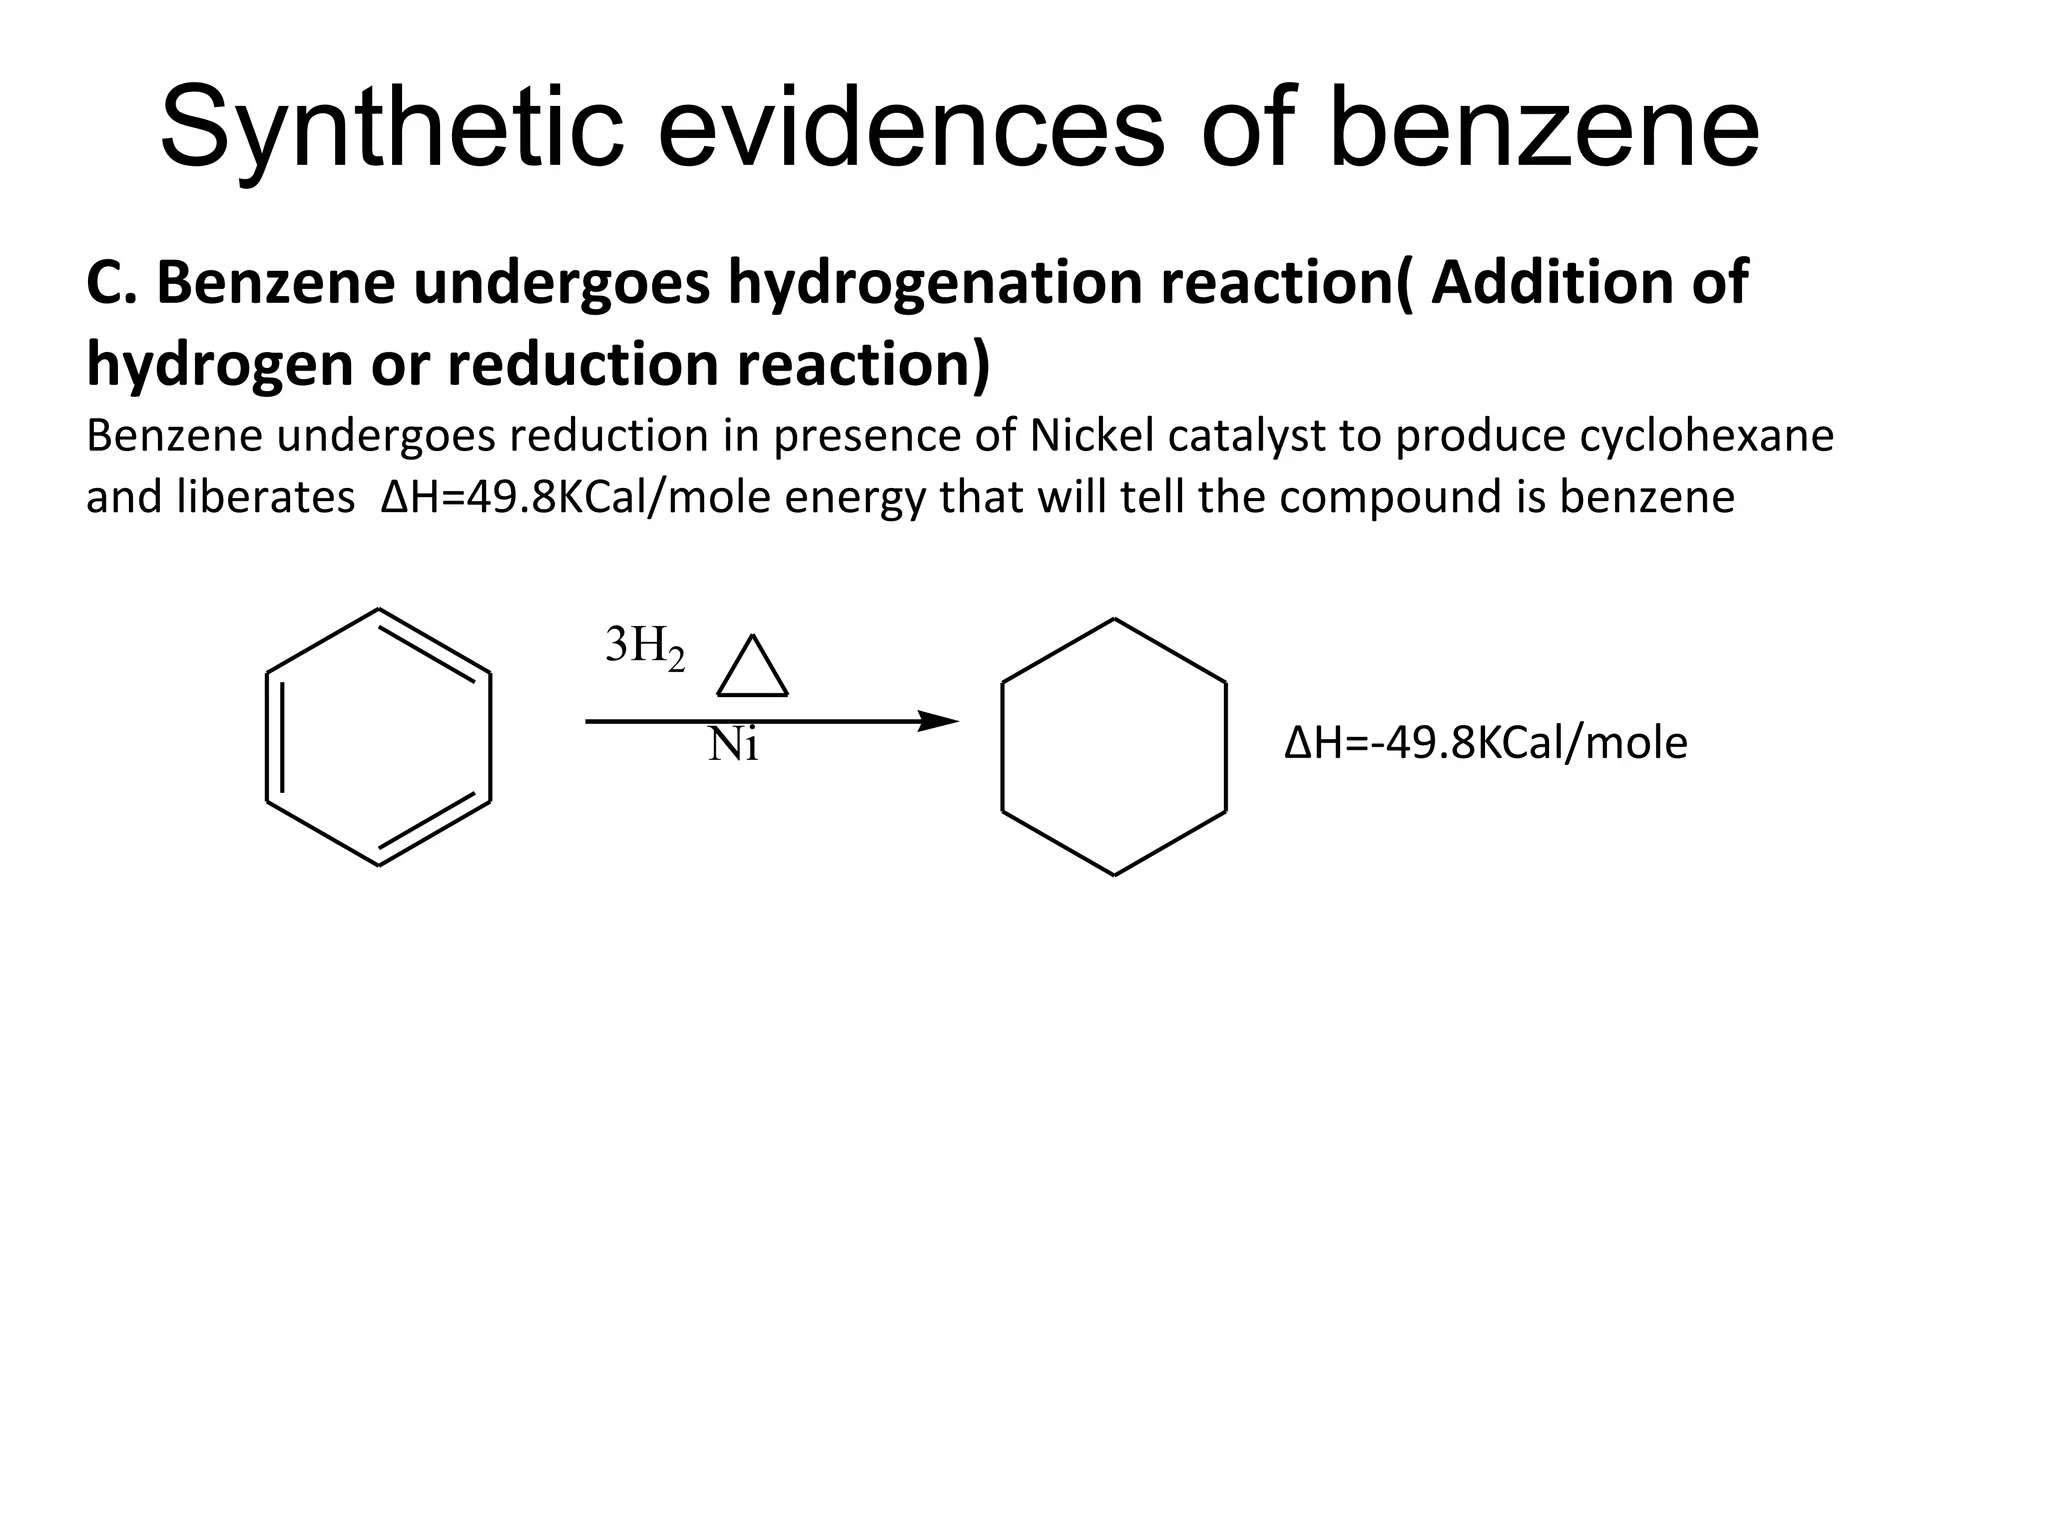 Synthetic evidences of benzene
C. Benzene undergoes hydrogenation reaction( Addition of
hydrogen or reduction reaction)
Benzene undergoes reduction in presence of Nickel catalyst to produce cyclohexane
and liberates  ΔH=49.8KCal/mole energy that will tell the compound is benzene
3H₂
Ni
ΔH=-49.8KCal/mole